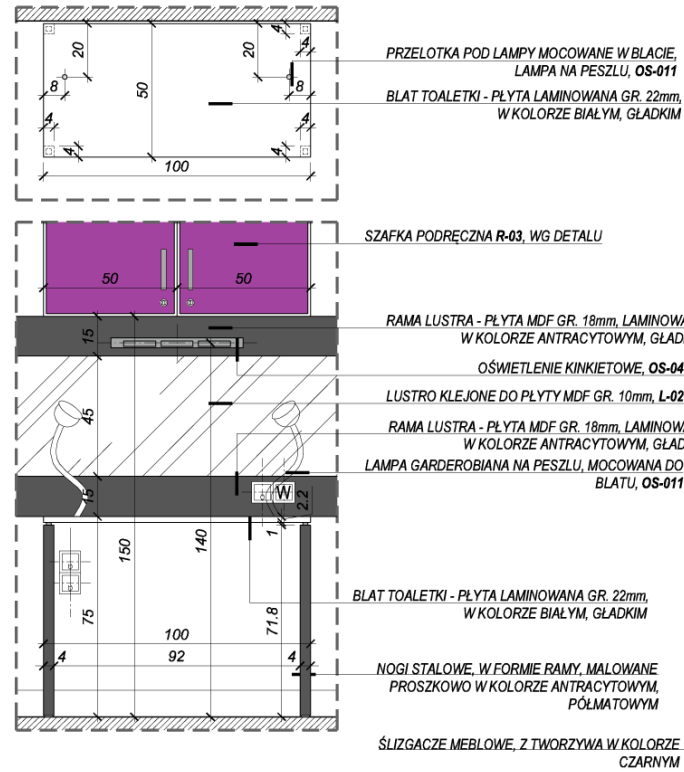 20
20
4
4
PRZELOTKA POD LAMPY MOCOWANE W BLACIE,
LAMPA NA PESZLU, OS-011
8
50
8
BLAT TOALETKI - PŁYTA LAMINOWANA GR. 22mm,
W KOLORZE BIAŁYM, GŁADKIM
4
4
4
4
100
SZAFKA PODRĘCZNA R-03, WG DETALU
50
50
RAMA LUSTRA - PŁYTA MDF GR. 18mm, LAMINOWA
W KOLORZE ANTRACYTOWYM, GŁAD
15
OŚWIETLENIE KINKIETOWE, OS-04
LUSTRO KLEJONE DO PŁYTY MDF GR. 10mm, L-02
45
RAMA LUSTRA - PŁYTA MDF GR. 18mm, LAMINOWA
W KOLORZE ANTRACYTOWYM, GŁAD
LAMPA GARDEROBIANA NA PESZLU, MOCOWANA DO
BLATU, OS-011
15
W
2.2
1
150
140
75
71.8
BLAT TOALETKI - PŁYTA LAMINOWANA GR. 22mm,
W KOLORZE BIAŁYM, GŁADKIM
100
4
92
4
NOGI STALOWE, W FORMIE RAMY, MALOWANE
PROSZKOWO W KOLORZE ANTRACYTOWYM,
PÓŁMATOWYM
ŚLIZGACZE MEBLOWE, Z TWORZYWA W KOLORZE
CZARNYM